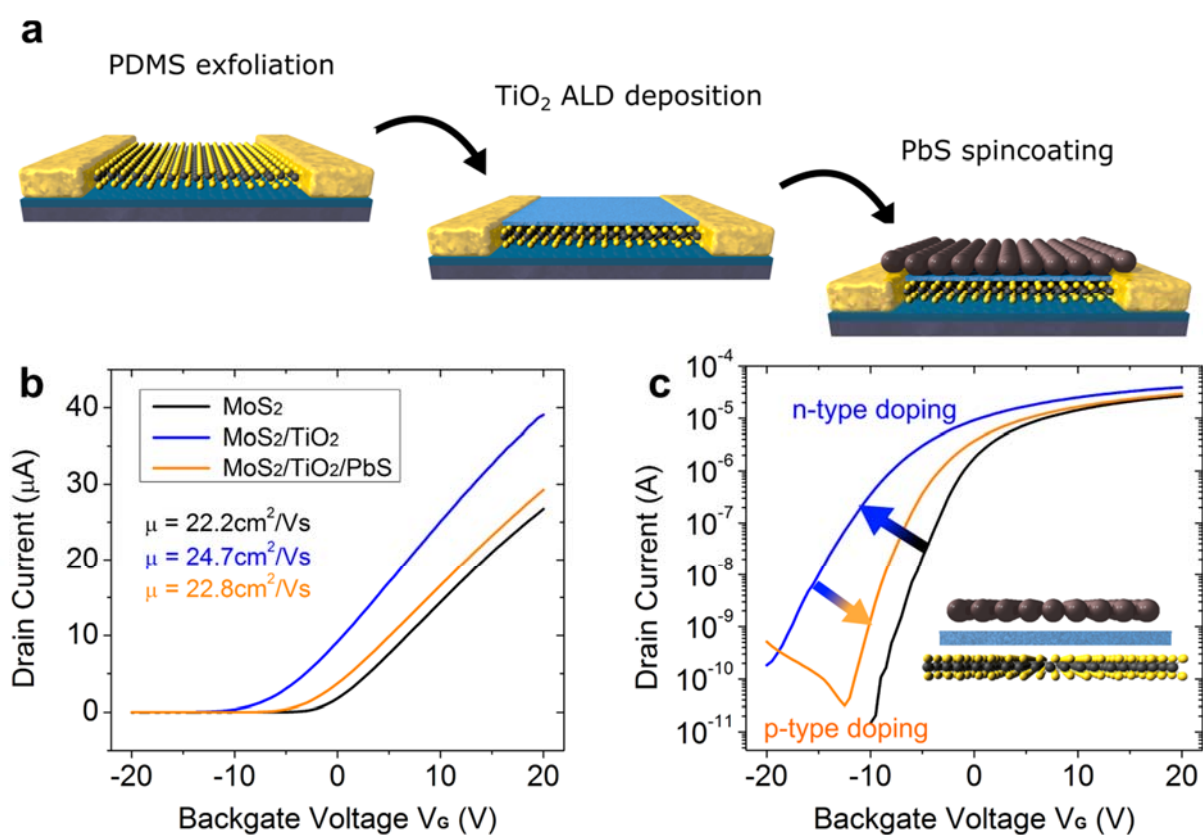 a
PDMS exfoliation
TiO₂ ALD deposition
PbS spincoating
b
Drain Current (μA)
40
30
20
10
0
MoS₂
MoS₂/TiO₂
MoS₂/TiO₂/PbS
μ = 22.2cm²/Vs
μ = 24.7cm²/Vs
μ = 22.8cm²/Vs
-20 -10 0 10 20
Backgate Voltage V_G (V)
c
Drain Current (A)
10⁻⁴
10⁻⁵
10⁻⁶
10⁻⁷
10⁻⁸
10⁻⁹
10⁻¹⁰
10⁻¹¹
n-type doping
p-type doping
-20 -10 0 10 20
Backgate Voltage V_G (V)